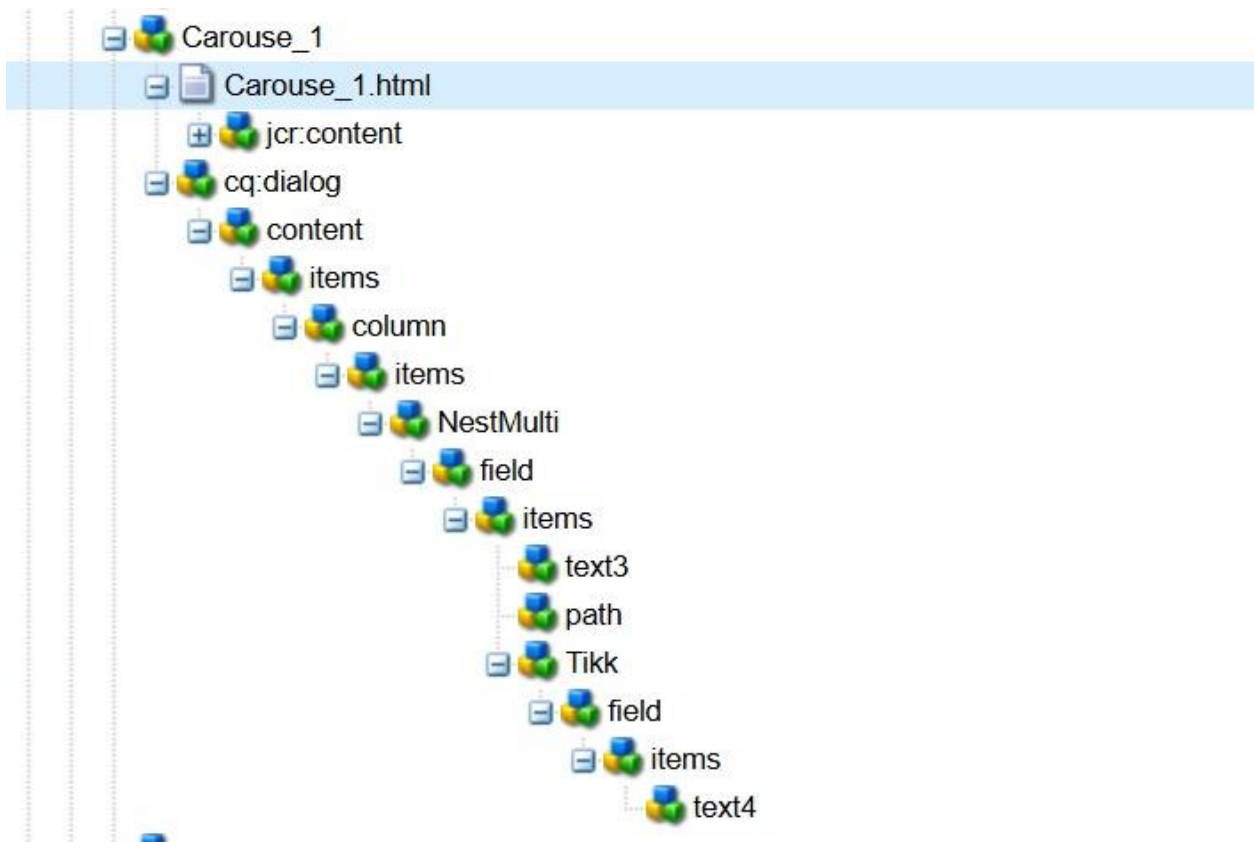 Carouse_1
Carouse_1.html
jcr:content
cq:dialog
content
items
column
items
NestMulti
field
items
text3
path
Tikk
field
items
text4